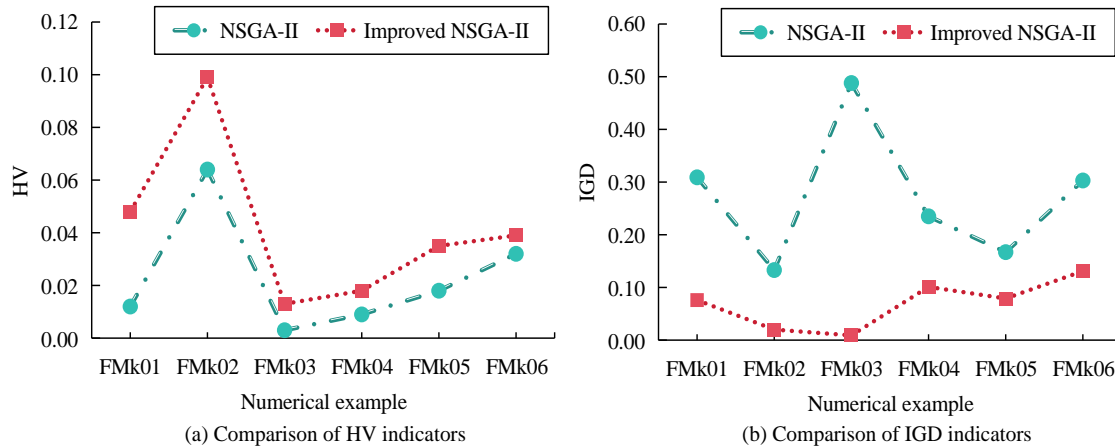 NSGA-II Improved NSGA-II
0.12
0.10
0.08
0.06
0.04
0.02
0.00
HV
FMk01 FMk02 FMk03 FMk04 FMk05 FMk06
Numerical example
(a) Comparison of HV indicators
NSGA-II Improved NSGA-II
0.60
0.50
0.40
0.30
0.20
0.10
0.00
IGD
FMk01 FMk02 FMk03 FMk04 FMk05 FMk06
Numerical example
(b) Comparison of IGD indicators